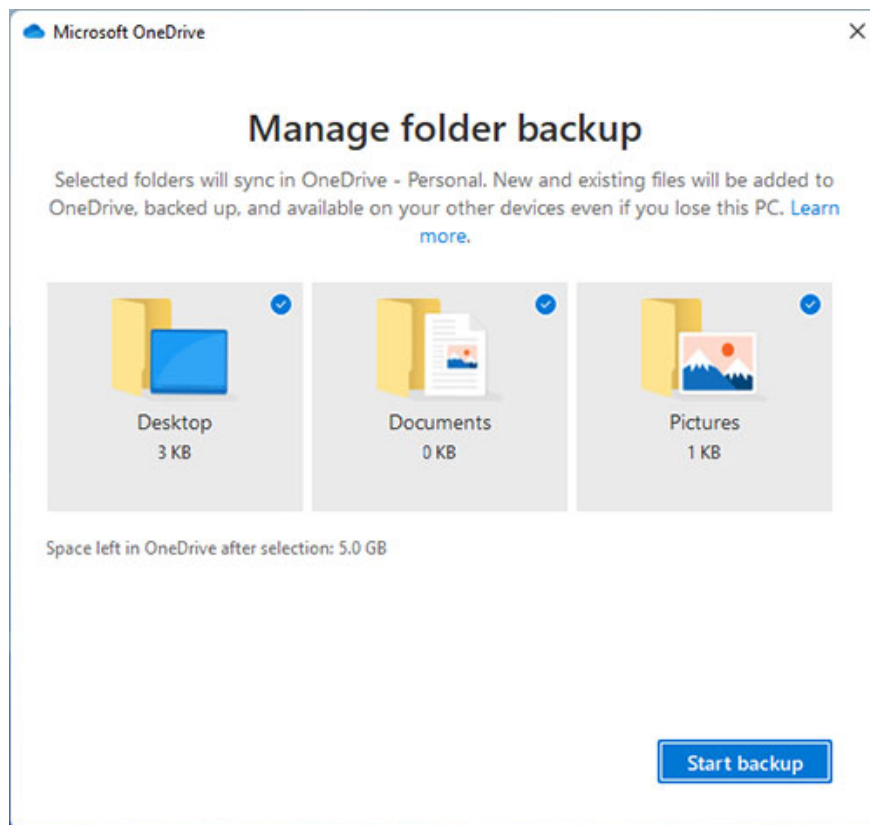 Microsoft OneDrive
Manage folder backup
Selected folders will sync in OneDrive - Personal. New and existing files will be added to
OneDrive, backed up, and available on your other devices even if you lose this PC. Learn
more.
Desktop
3 KB
Documents
0 KB
Pictures
1 KB
Space left in OneDrive after selection: 5.0 GB
Start backup